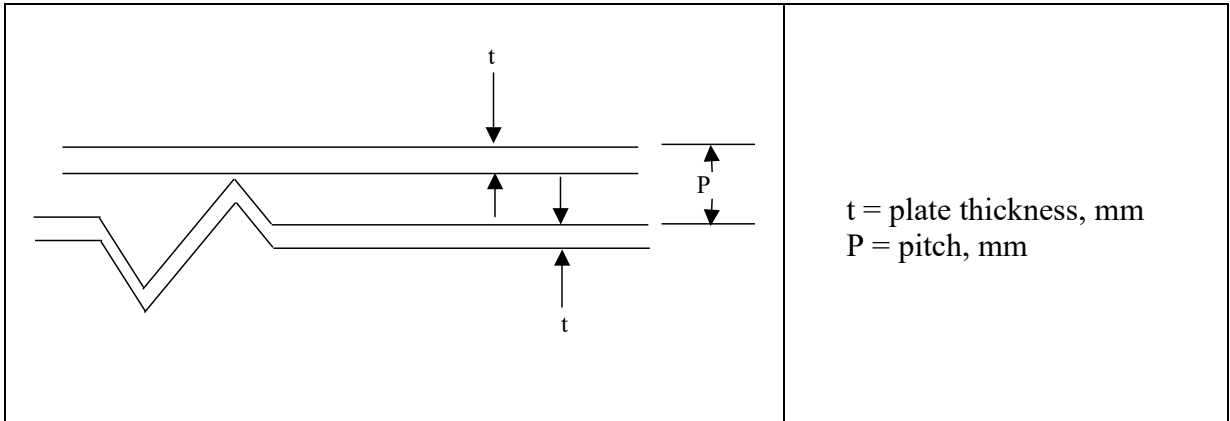 t
P
t
t = plate thickness, mm
P = pitch, mm